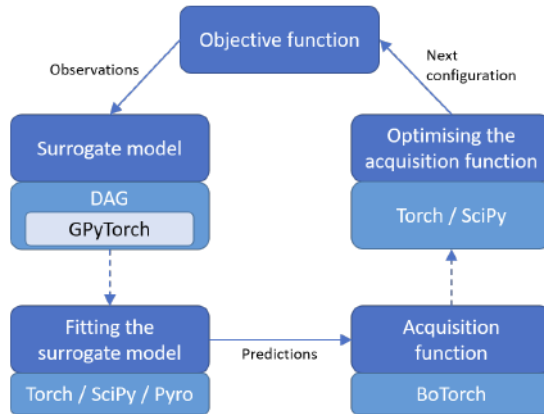 Objective function
Observations
Next
configuration
Surrogate model
DAG
GPyTorch
Optimising the
acquisition function
Torch / SciPy
Fitting the
surrogate model
Torch / SciPy / Pyro
Predictions
Acquisition
function
BoTorch